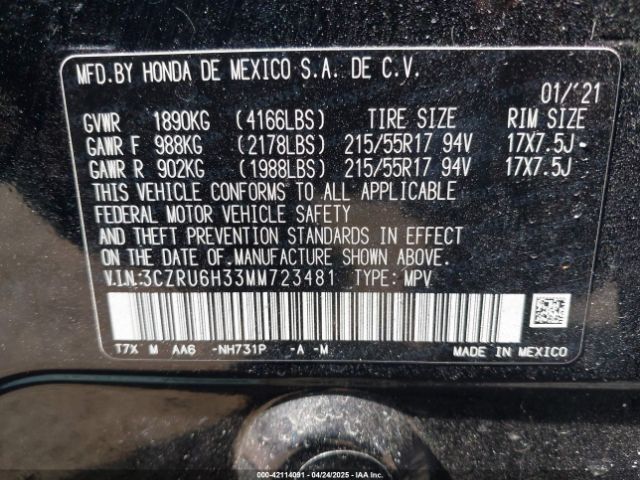 MFD.BY HONDA DE MEXICO S.A. DE C.V.
01/21
GVWR 1890KG (4166LBS) TIRE SIZE RIM SIZE
GAWR F 988KG (2178LBS) 215/55R17 94V 17X7.5J
GAWR R 902KG (1988LBS) 215/55R17 94V 17X7.5J
THIS VEHICLE CONFORMS TO ALL APPLICABLE
FEDERAL MOTOR VEHICLE SAFETY
AND THEFT PREVENTION STANDARDS IN EFFECT
ON THE DATE OF MANUFACTURE SHOWN ABOVE.
V.I.N.:3CZRU6H33MM723481 TYPE: MPV
T7X M AA6 -NH731P -A -M MADE IN MEXICO
000-42114091 - 04/24/2025 - IAAI.COM